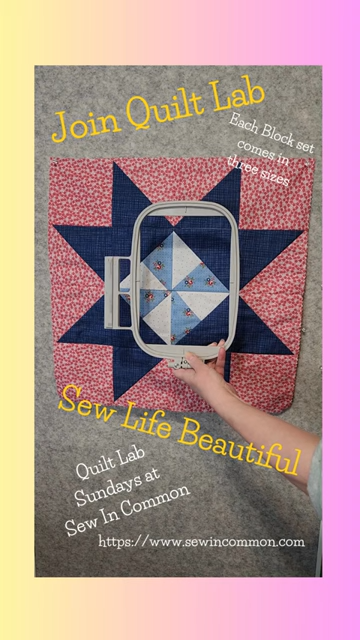 Join Quilt Lab
Each Block set
comes in
three sizes
Sew Life Beautiful
Quilt Lab
Sundays at
Sew In Common
https://www.sewincommon.com